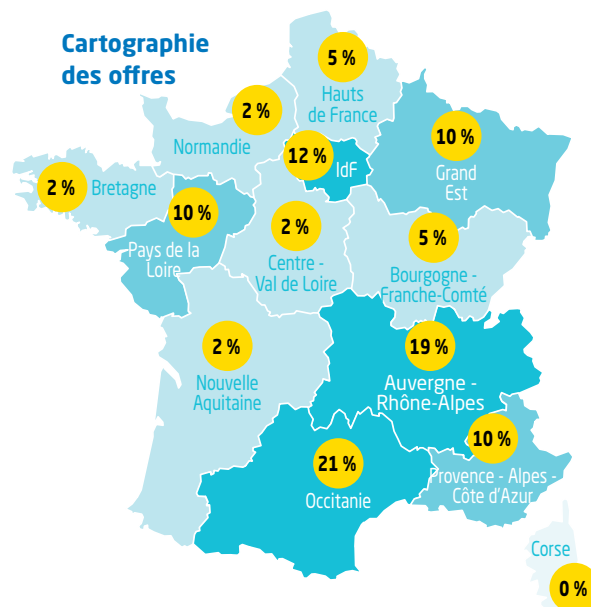 Cartographie
des offres
5 %
Hauts
de France
2 %
Normandie
10 %
Grand
Est
12 %
IdF
2 %
Bretagne
10 %
Pays de la
Loire
2 %
Centre -
Val de Loire
5 %
Bourgogne -
Franche-Comté
2 %
Nouvelle
Aquitaine
19 %
Auvergne -
Rhône-Alpes
10 %
Provence - Alpes -
Côte d'Azur
21 %
Occitanie
Corse
0 %